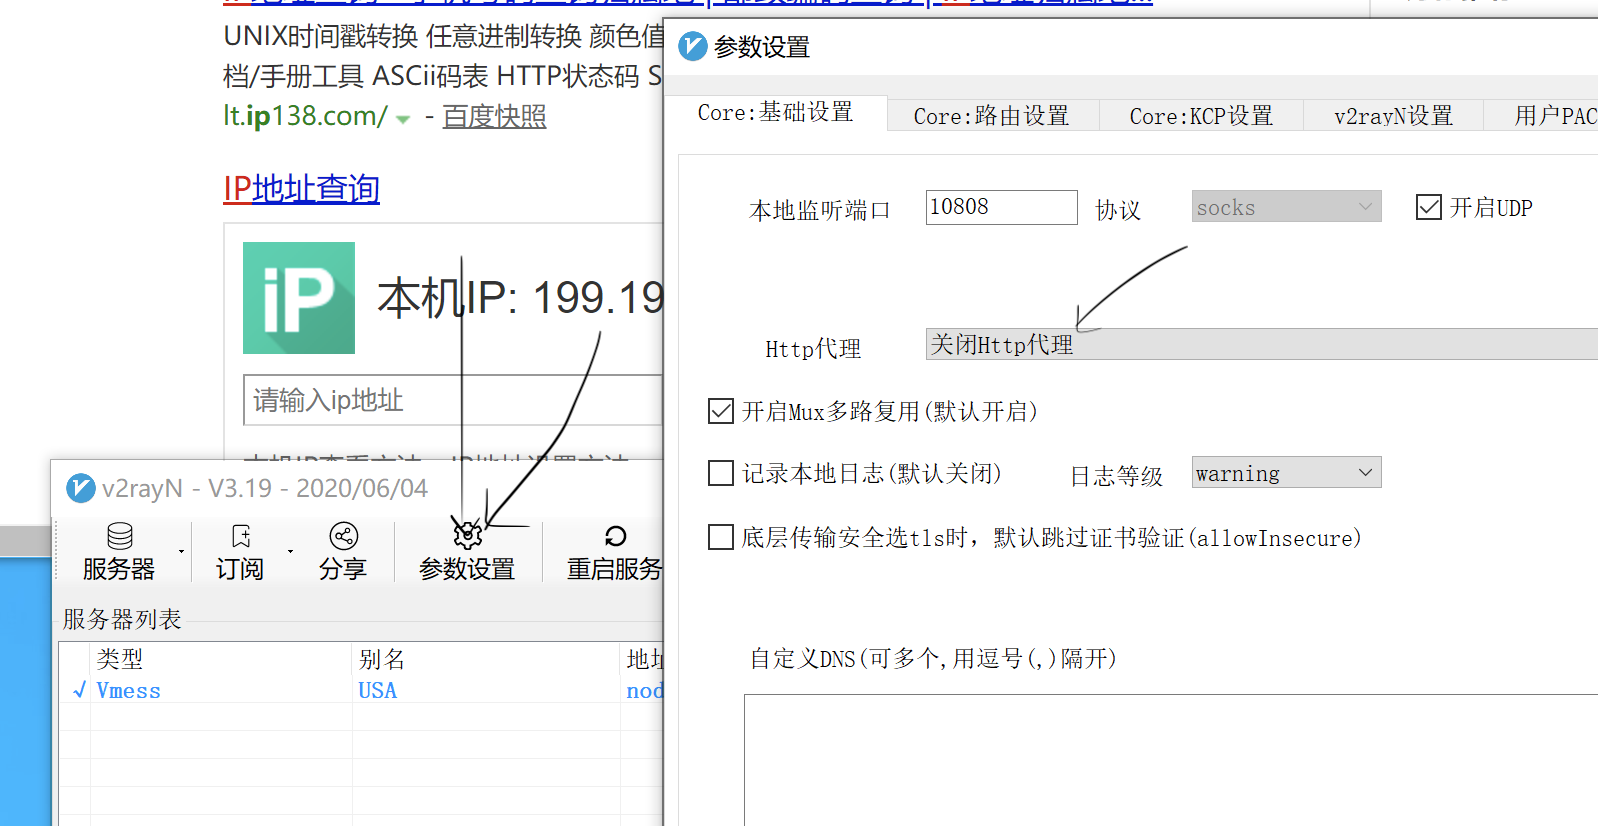 UNIX时间戳转换 任意进制转换 颜色值
档/手册工具 ASCii码表 HTTP状态码 S
lt.ip138.com/ - 百度快照
IP地址查询
iP
本机IP: 199.19
请输入ip地址
v2rayN - V3.19 - 2020/06/04
服务器
订阅
分享
参数设置
重启服务
服务器列表
类型 别名 地址
√ Vmess USA nod
参数设置
Core:基础设置 Core:路由设置 Core:KCP设置 v2rayN设置 用户PAC
本地监听端口 10808 协议 socks 开启UDP
Http代理 关闭Http代理
开启Mux多路复用(默认开启)
记录本地日志(默认关闭) 日志等级 warning
底层传输安全选tls时，默认跳过证书验证(allowInsecure)
自定义DNS(可多个,用逗号(,)隔开)